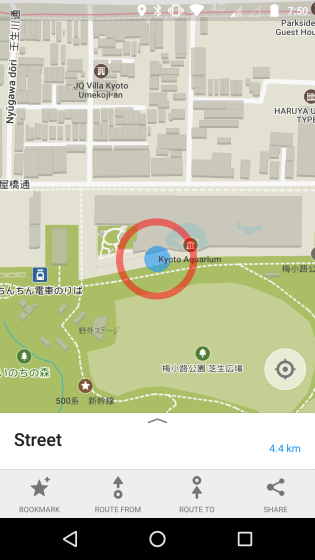 7:50
Parkside
Guest Hou
壬生川通
Nyūgawa dōri
JQ Villa Kyoto
Umekoji-an
HARUYA U
TYPE
屋橋通
Kyoto Aquarium
梅小路公
ちんちん電車のりば
野外ステージ
いのちの森
梅小路公園 芝生広場
500系 新幹線
Street
4.4 km
BOOKMARK
ROUTE FROM
ROUTE TO
SHARE